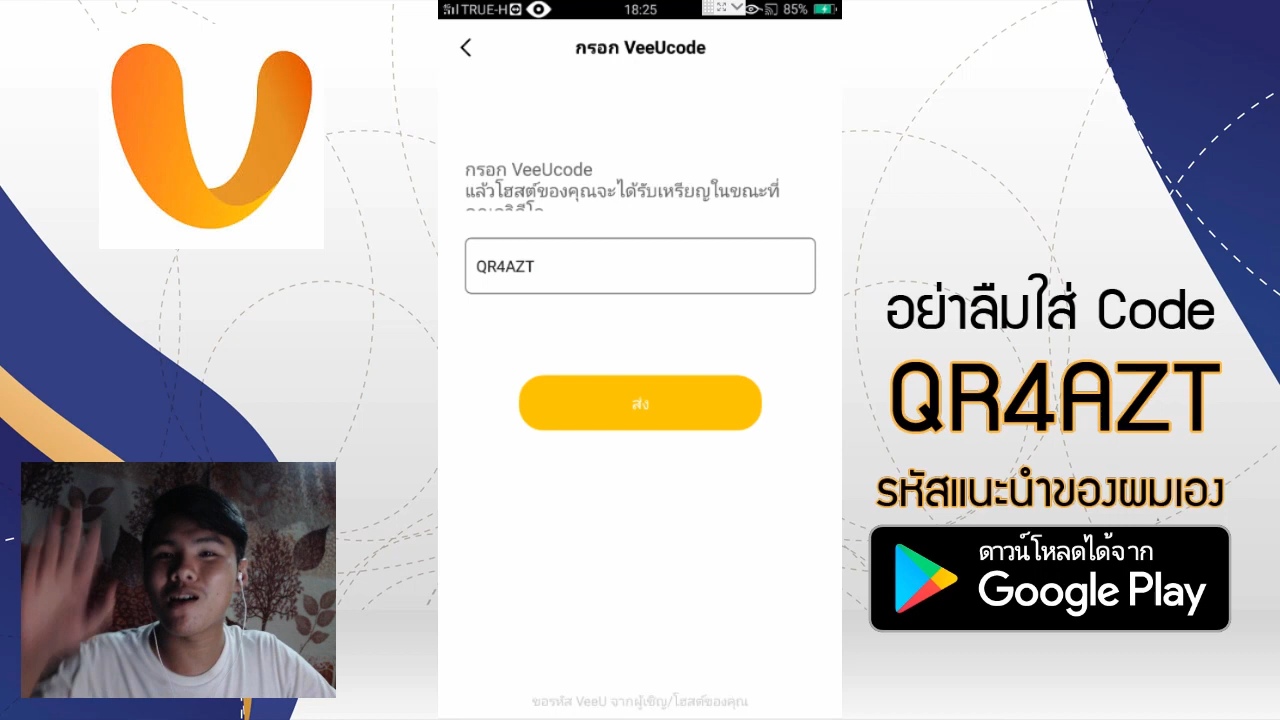 TRUE-H
18:25
85%
กรอก VeeUcode
กรอก VeeUcode
แล้วโฮสต์ของคุณจะได้รับเหรียญในขณะที่
QR4AZT
ส่ง
ขอรหัส VeeU จากผู้เชิญ/โฮสต์ของคุณ
อย่าลืมใส่ Code
QR4AZT
รหัสแนะนำของผมเอง
ดาวน์โหลดได้จาก
Google Play